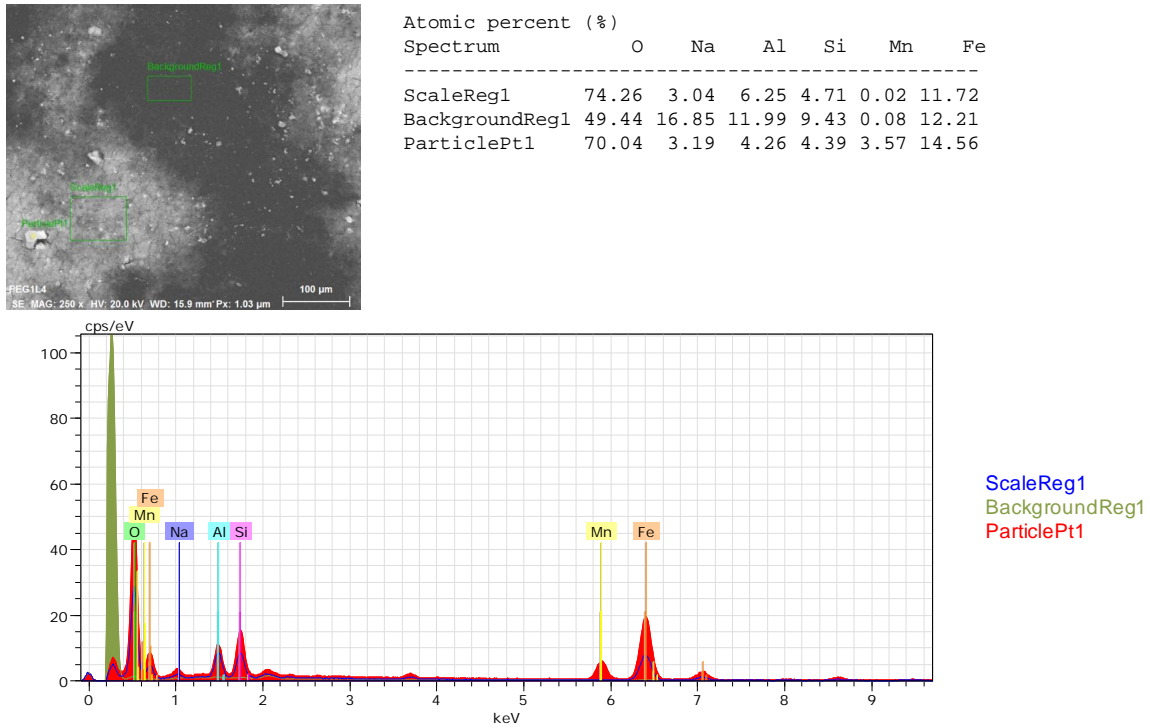 BackgroundReg1
ScaleReg1
ParticlePt1
REG1L4
SE MAG: 250 x HV: 20.0 kV WD: 15.9 mm Px: 1.03 µm
100 µm
Atomic percent (%)
Spectrum O Na Al Si Mn Fe
---------------------------------------------------------
ScaleReg1 74.26 3.04 6.25 4.71 0.02 11.72
BackgroundReg1 49.44 16.85 11.99 9.43 0.08 12.21
ParticlePt1 70.04 3.19 4.26 4.39 3.57 14.56
cps/eV
100
80
60
40
20
0
Fe
Mn
O Na Al Si Mn Fe
0 1 2 3 4 5 6 7 8 9
keV
ScaleReg1
BackgroundReg1
ParticlePt1